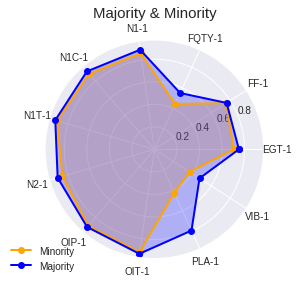 Majority & Minority
N1-1
FQTY-1
N1C-1
FF-1
0.8
0.6
N1T-1
0.4
0.2
EGT-1
N2-1
VIB-1
OIP-1
PLA-1
OIT-1
Minority
Majority